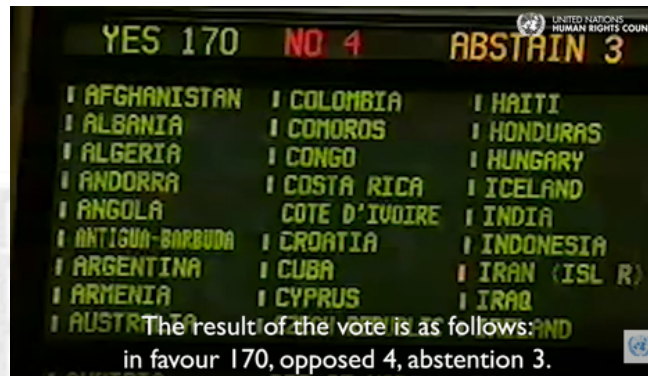 UNITED NATIONS
HUMAN RIGHTS COUN
YES 170 NO 4 ABSTAIN 3
AFGHANISTAN COLOMBIA HAITI
ALBANIA COMOROS HONDURAS
ALGERIA CONGO HUNGARY
ANDORRA COSTA RICA ICELAND
ANGOLA COTE D'IVOIRE INDIA
ANTIGUA-BARBUDA CROATIA INDONESIA
ARGENTINA CUBA IRAN (ISL R)
ARMENIA CYPRUS IRAQ
The result of the vote is as follows:
in favour 170, opposed 4, abstention 3.